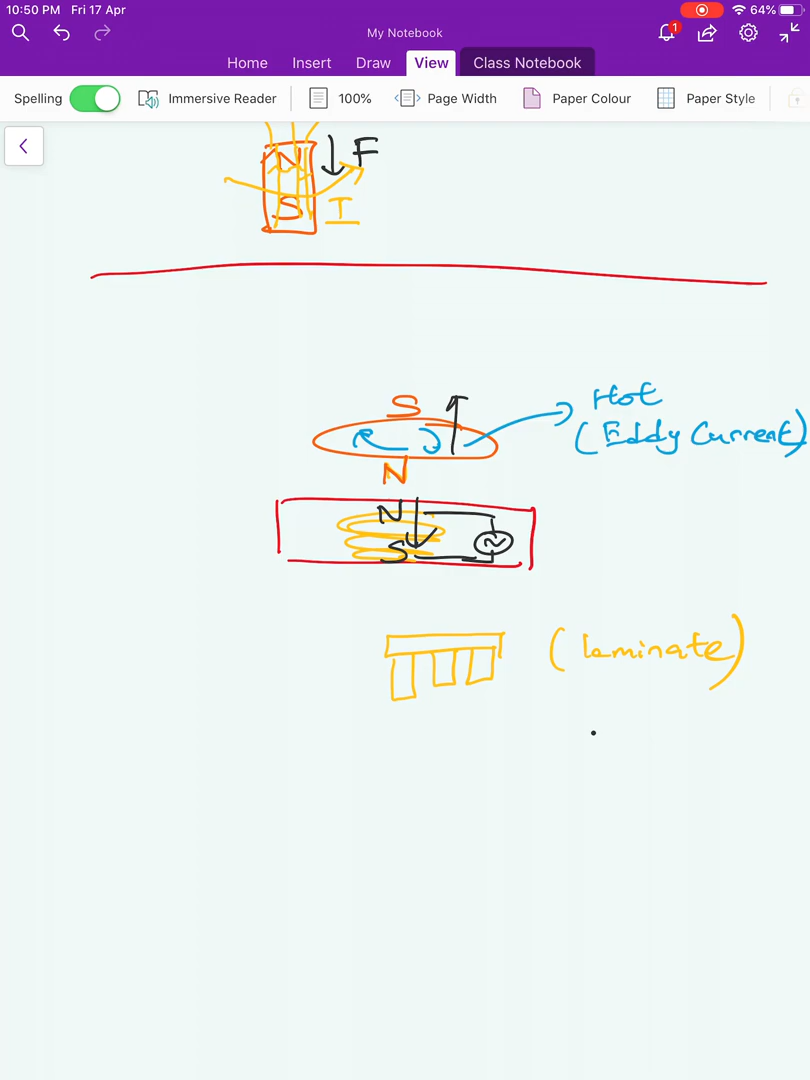 10:50 PM Fri 17 Apr
64%
My Notebook
1
Home Insert Draw View Class Notebook
Spelling Immersive Reader 100% Page Width Paper Colour Paper Style
N F
S I
S
Hot
(Eddy Current)
N
N
S
(laminate)